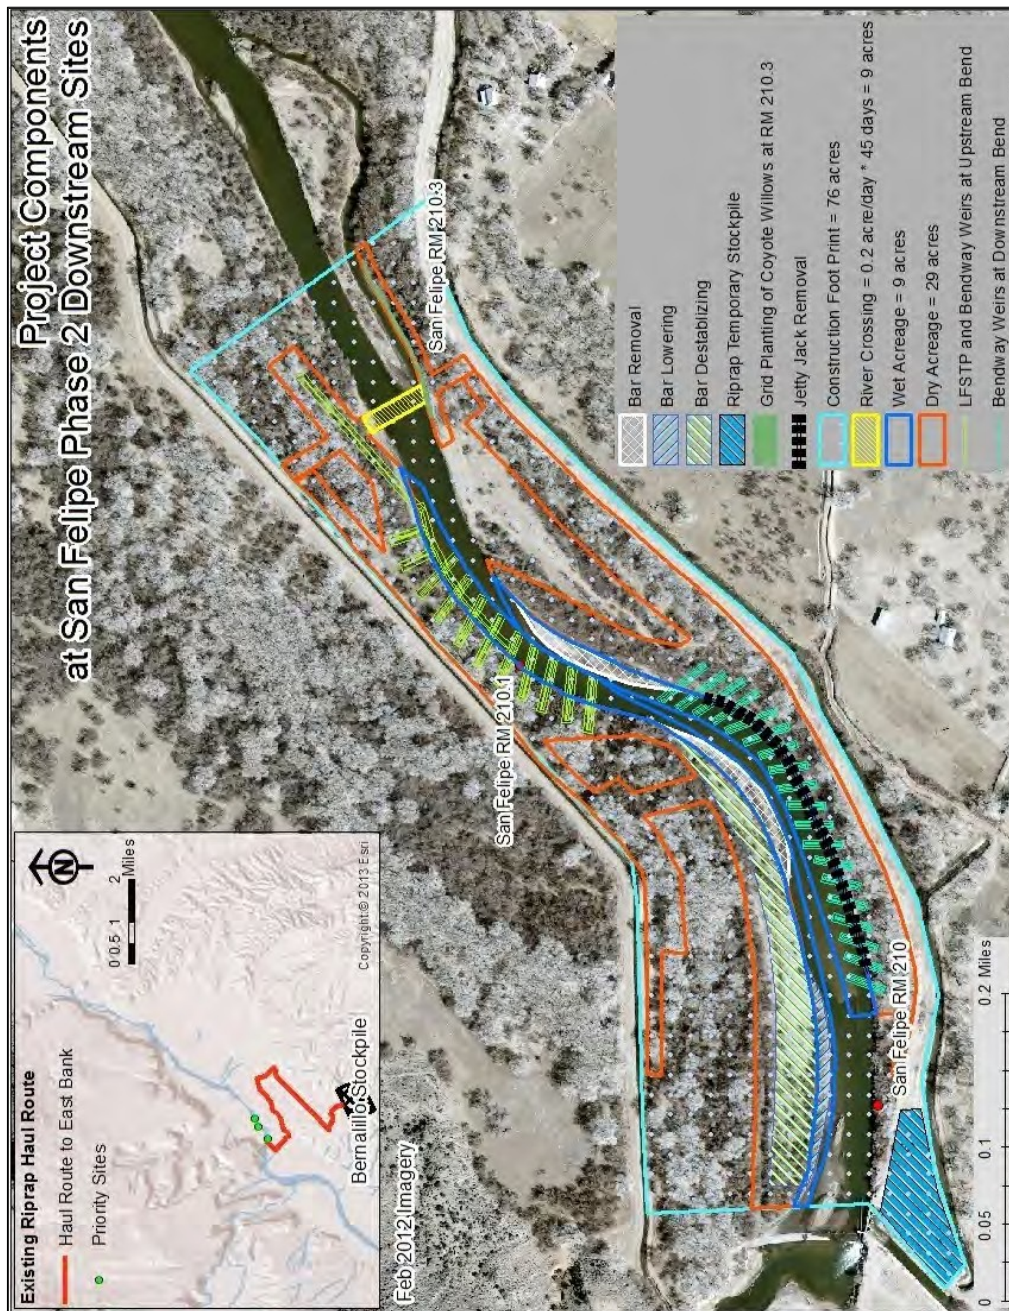 Project Components
at San Felipe Phase 2 Downstream Sites
Existing Riprap Haul Route
Haul Route to East Bank
Priority Sites
N
0 0.5 1 2
Miles
Copyright:© 2013 Esri
Bernalillo Stockpile
Feb 2012 Imagery
San Felipe RM 210.3
San Felipe RM 210.1
San Felipe RM 210
Bar Removal
Bar Lowering
Bar Destablizing
Riprap Temporary Stockpile
Grid Planting of Coyote Willows at RM 210.3
Jetty Jack Removal
Construction Foot Print = 76 acres
River Crossing = 0.2 acre/day * 45 days = 9 acres
Wet Acreage = 9 acres
Dry Acreage = 29 acres
LFSTP and Bendway Weirs at Upstream Bend
Bendway Weirs at Downstream Bend
0 0.05 0.1 0.2 Miles